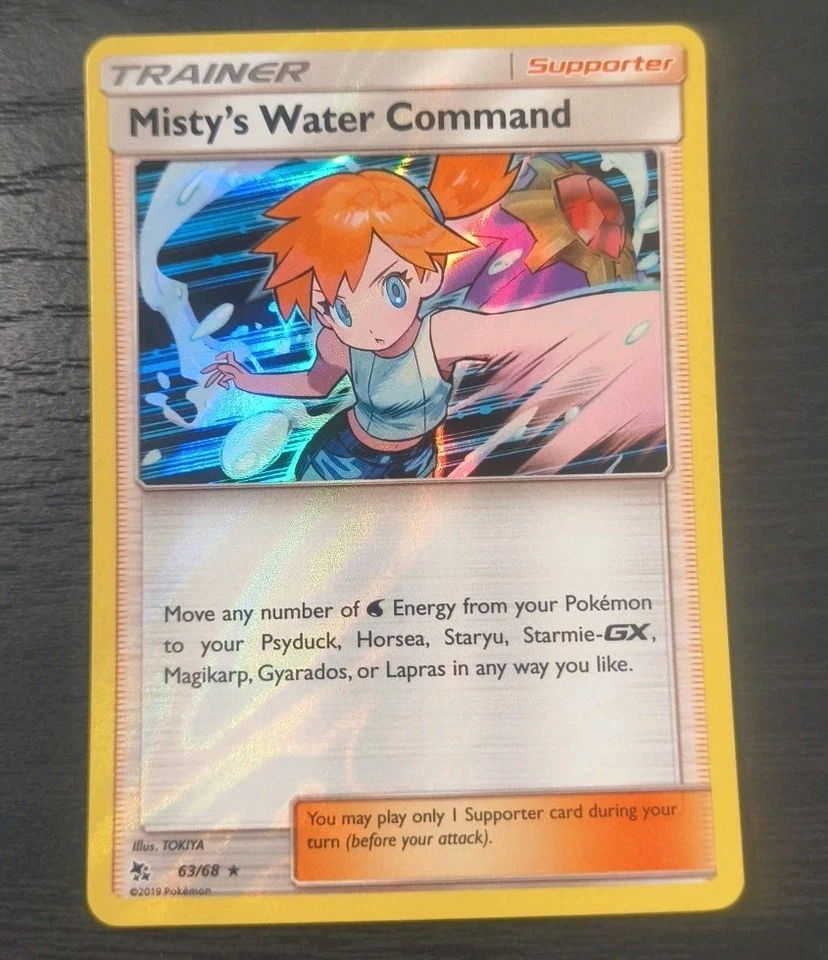 TRAINER Supporter
Misty's Water Command
Move any number of Energy from your Pokémon
to your Psyduck, Horsea, Staryu, Starmie-GX,
Magikarp, Gyarados, or Lapras in any way you like.
You may play only 1 Supporter card during your
turn (before your attack).
Illus. TOKIYA
63/68 ★
©2019 Pokémon